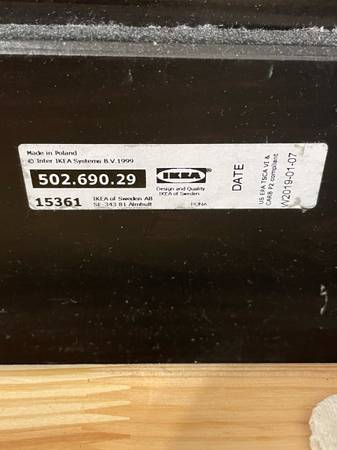 Made in Poland
© Inter IKEA Systems B.V.1999
502.690.29
15361
IKEA of Sweden AB
SE-343 81 Älmhult
IKEA
Design and Quality
IKEA of Sweden
DATE
US EPA TSCA VI &
CARB P2 compliant
W2019-01-07